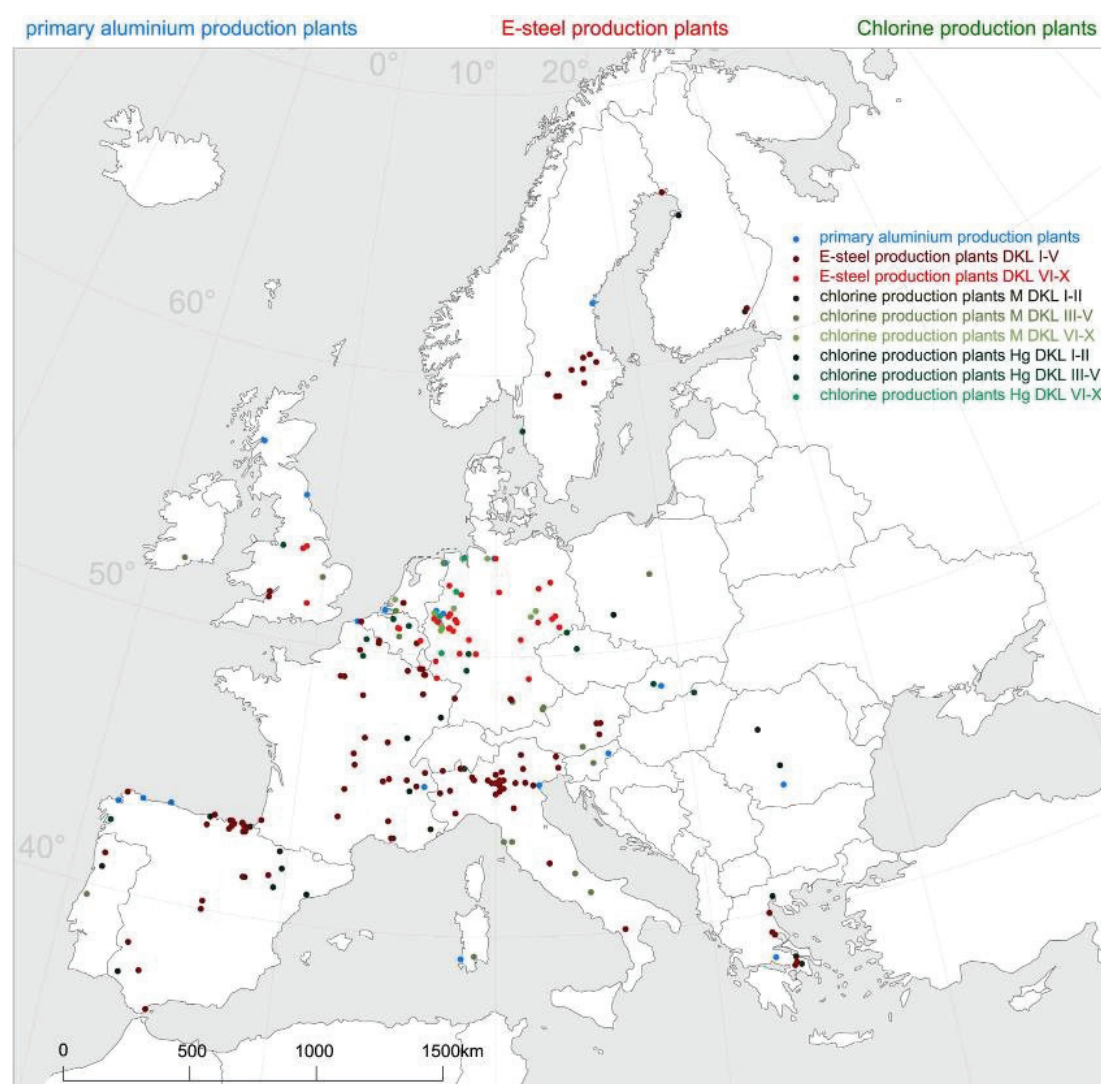 primary aluminium production plants E-steel production plants Chlorine production plants
0° 10° 20°
primary aluminium production plants
E-steel production plants DKL I-V
E-steel production plants DKL VI-X
chlorine production plants M DKL I-II
chlorine production plants M DKL III-V
chlorine production plants M DKL VI-X
chlorine production plants Hg DKL I-II
chlorine production plants Hg DKL III-V
chlorine production plants Hg DKL VI-X
60°
50°
40°
0 500 1000 1500km